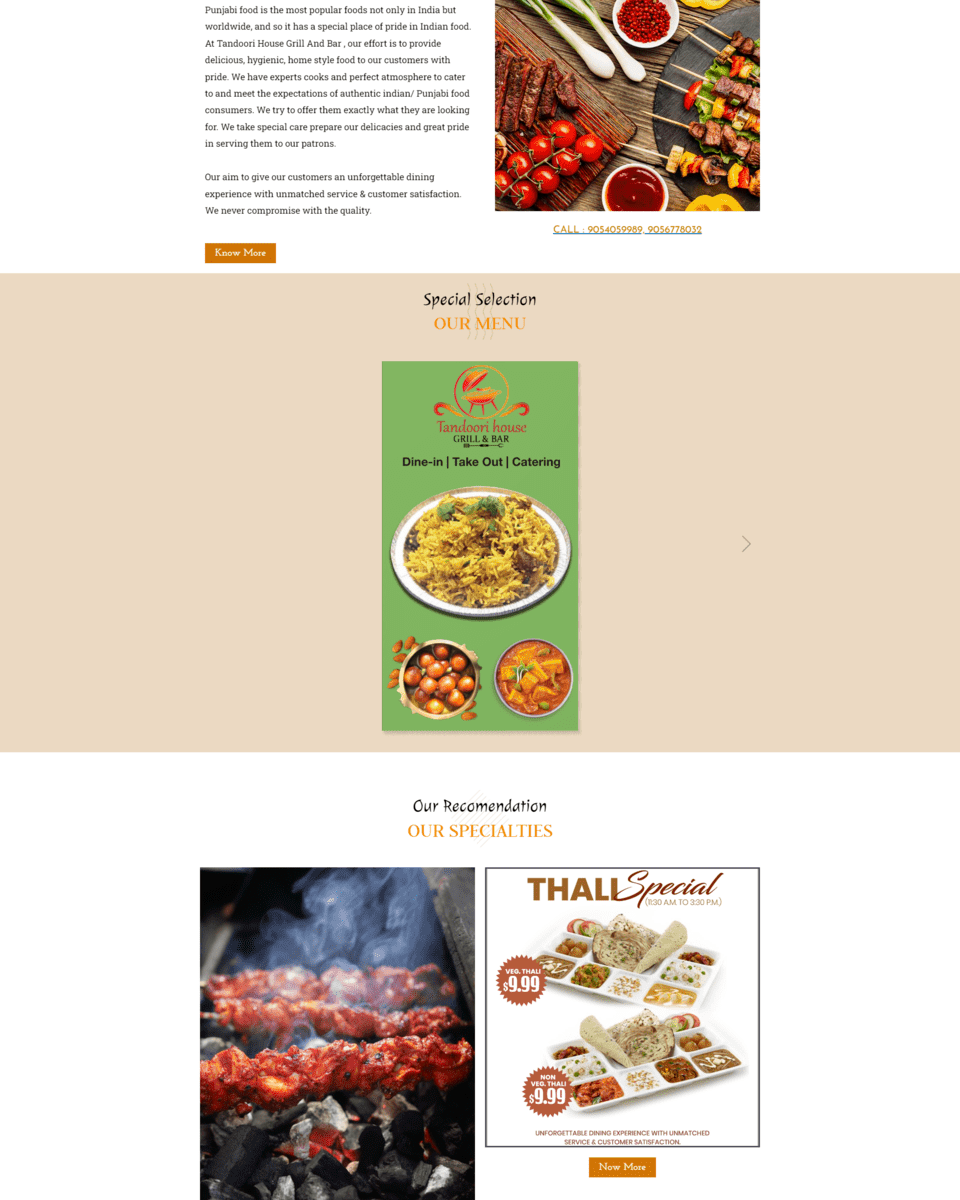 Punjabi food is the most popular foods not only in India but
worldwide, and so it has a special place of pride in Indian food.
At Tandoori House Grill And Bar , our effort is to provide
delicious, hygienic, home style food to our customers with
pride. We have experts cooks and perfect atmosphere to cater
to and meet the expectations of authentic indian/ Punjabi food
consumers. We try to offer them exactly what they are looking
for. We take special care prepare our delicacies and great pride
in serving them to our patrons.
Our aim to give our customers an unforgettable dining
experience with unmatched service & customer satisfaction.
We never compromise with the quality.
Know More
CALL : 9054059989, 9056778032
Special Selection
OUR MENU
Tandoori house
GRILL & BAR
Dine-in | Take Out | Catering
Our Recomendation
OUR SPECIALTIES
THALI Special
(11:30 A.M. TO 3:30 P.M.)
VEG. THALI
$9.99
NON
VEG. THALI
$9.99
UNFORGETTABLE DINING EXPERIENCE WITH UNMATCHED
SERVICE & CUSTOMER SATISFACTION.
Now More